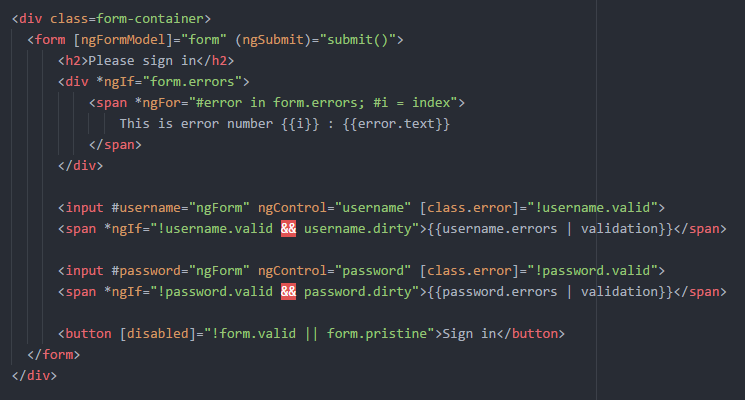 <div class=form-container>
<form [ngFormModel]="form" (ngSubmit)="submit()">
<h2>Please sign in</h2>
<div *ngIf="form.errors">
<span *ngFor="#error in form.errors; #i = index">
This is error number {{i}} : {{error.text}}
</span>
</div>
<input #username="ngForm" ngControl="username" [class.error]="!username.valid">
<span *ngIf="!username.valid && username.dirty">{{username.errors | validation}}</span>
<input #password="ngForm" ngControl="password" [class.error]="!password.valid">
<span *ngIf="!password.valid && password.dirty">{{password.errors | validation}}</span>
<button [disabled]="!form.valid || form.pristine">Sign in</button>
</form>
</div>